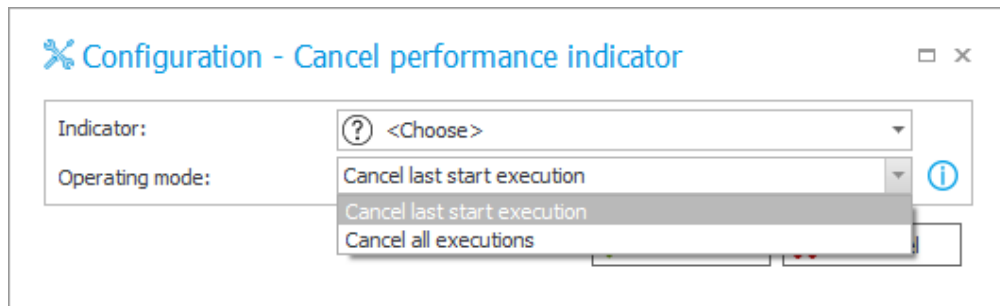 Configuration - Cancel performance indicator
Indicator:
? <Choose>
Operating mode:
Cancel last start execution
Cancel last start execution
Cancel all executions